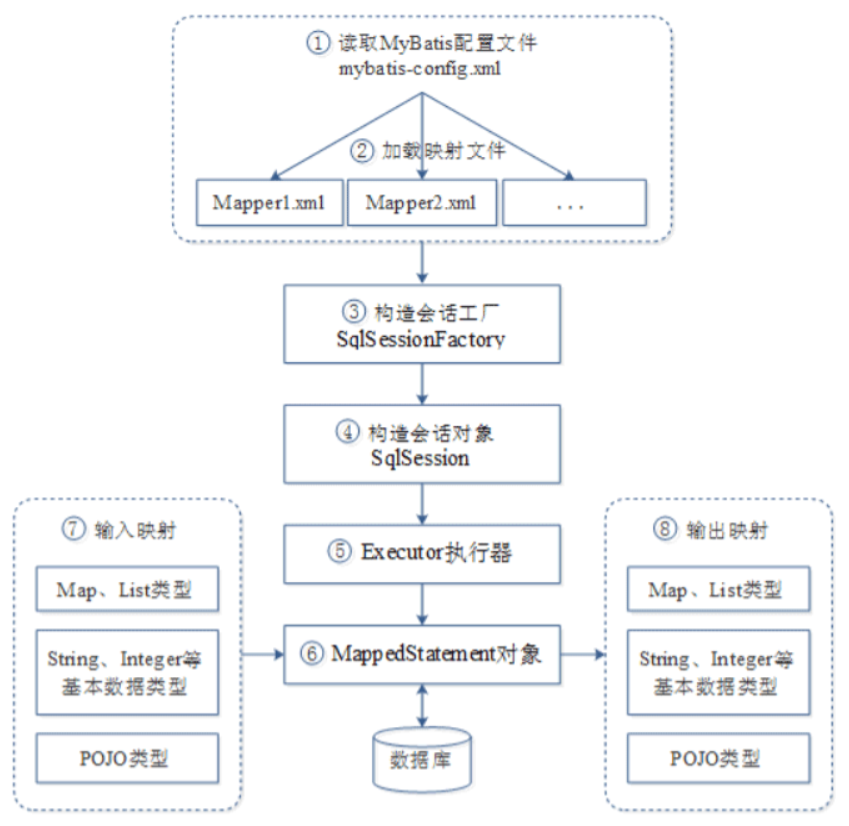 ① 读取MyBatis配置文件
mybatis-config.xml
② 加载映射文件
Mapper1.xml
Mapper2.xml
...
③ 构造会话工厂
SqlSessionFactory
④ 构造会话对象
SqlSession
⑤ Executor执行器
⑥ MappedStatement对象
数据库
⑦ 输入映射
Map、List类型
String、Integer等
基本数据类型
POJO类型
⑧ 输出映射
Map、List类型
String、Integer等
基本数据类型
POJO类型